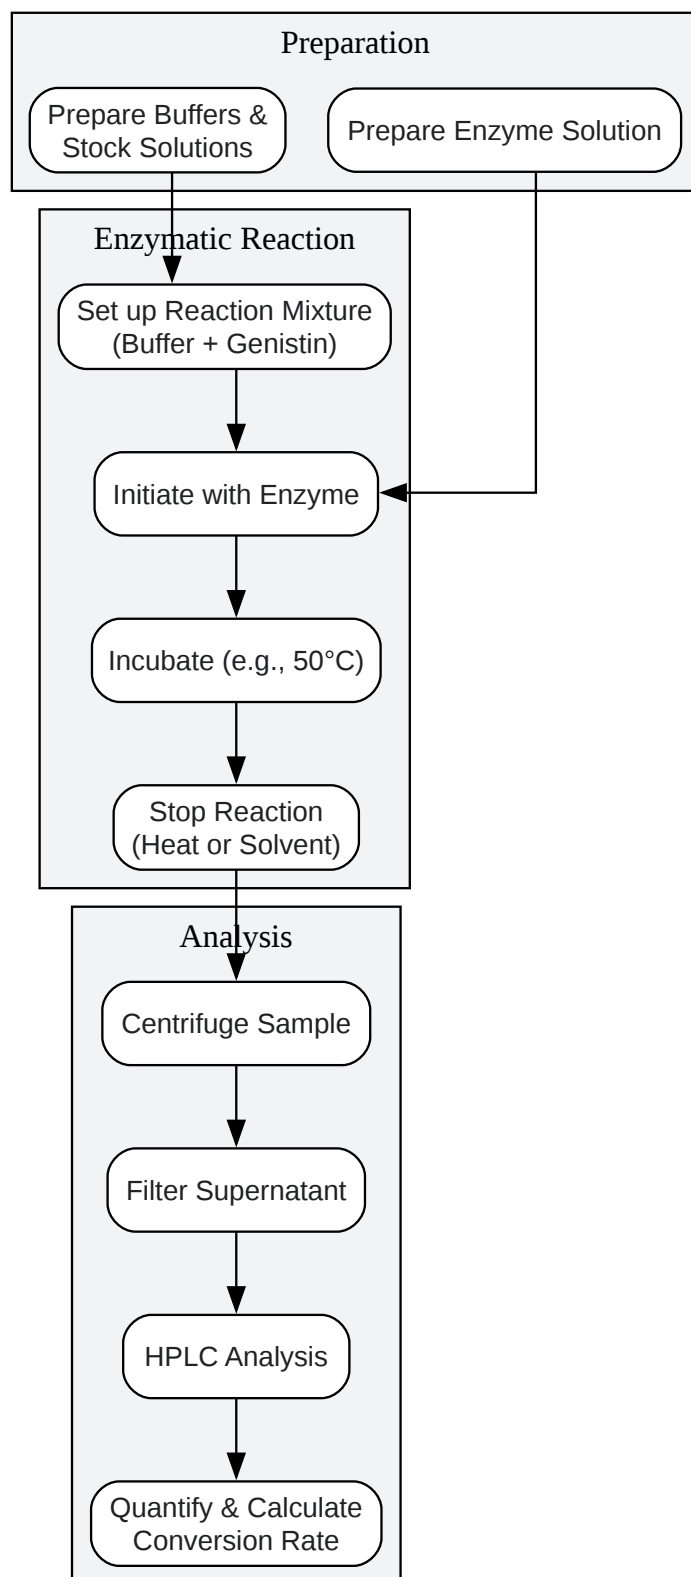 Preparation
Prepare Buffers &
Stock Solutions
Prepare Enzyme Solution
Enzymatic Reaction
Set up Reaction Mixture
(Buffer + Genistin)
Initiate with Enzyme
Incubate (e.g., 50°C)
Stop Reaction
(Heat or Solvent)
Analysis
Centrifuge Sample
Filter Supernatant
HPLC Analysis
Quantify & Calculate
Conversion Rate